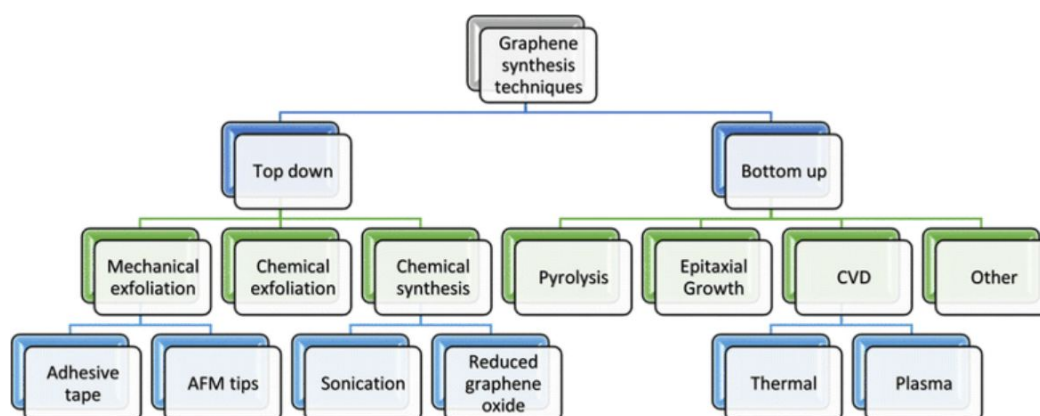 Graphene
synthesis
techniques
Top down
Bottom up
Mechanical
exfoliation
Chemical
exfoliation
Chemical
synthesis
Pyrolysis
Epitaxial
Growth
CVD
Other
Adhesive
tape
AFM tips
Sonication
Reduced
graphene
oxide
Thermal
Plasma